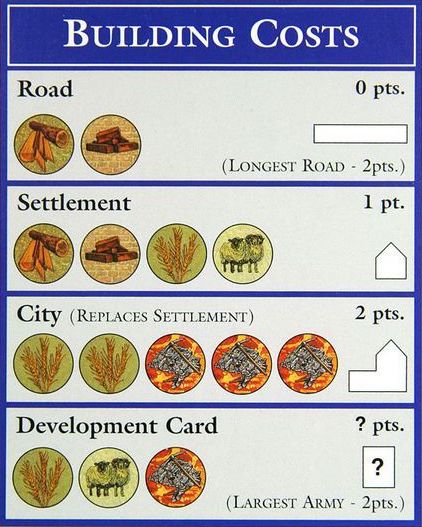 BUILDING COSTS
Road 0 pts.
(LONGEST ROAD - 2pts.)
Settlement 1 pt.
City (REPLACES SETTLEMENT) 2 pts.
Development Card ? pts.
?
(LARGEST ARMY - 2pts.)